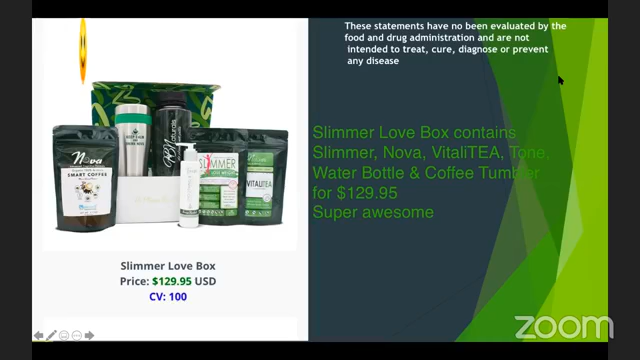 These statements have no been evaluated by the
food and drug administration and are not
intended to treat, cure, diagnose or prevent
any disease
Slimmer Love Box contains
Slimmer, Nova, VitaliTEA, Tone,
Water Bottle & Coffee Tumbler
for $129.95
Super awesome
Nova
SMART COFFEE
SLIMMER
VITALITEA
Slimmer Love Box
Price: $129.95 USD
CV: 100
zoom